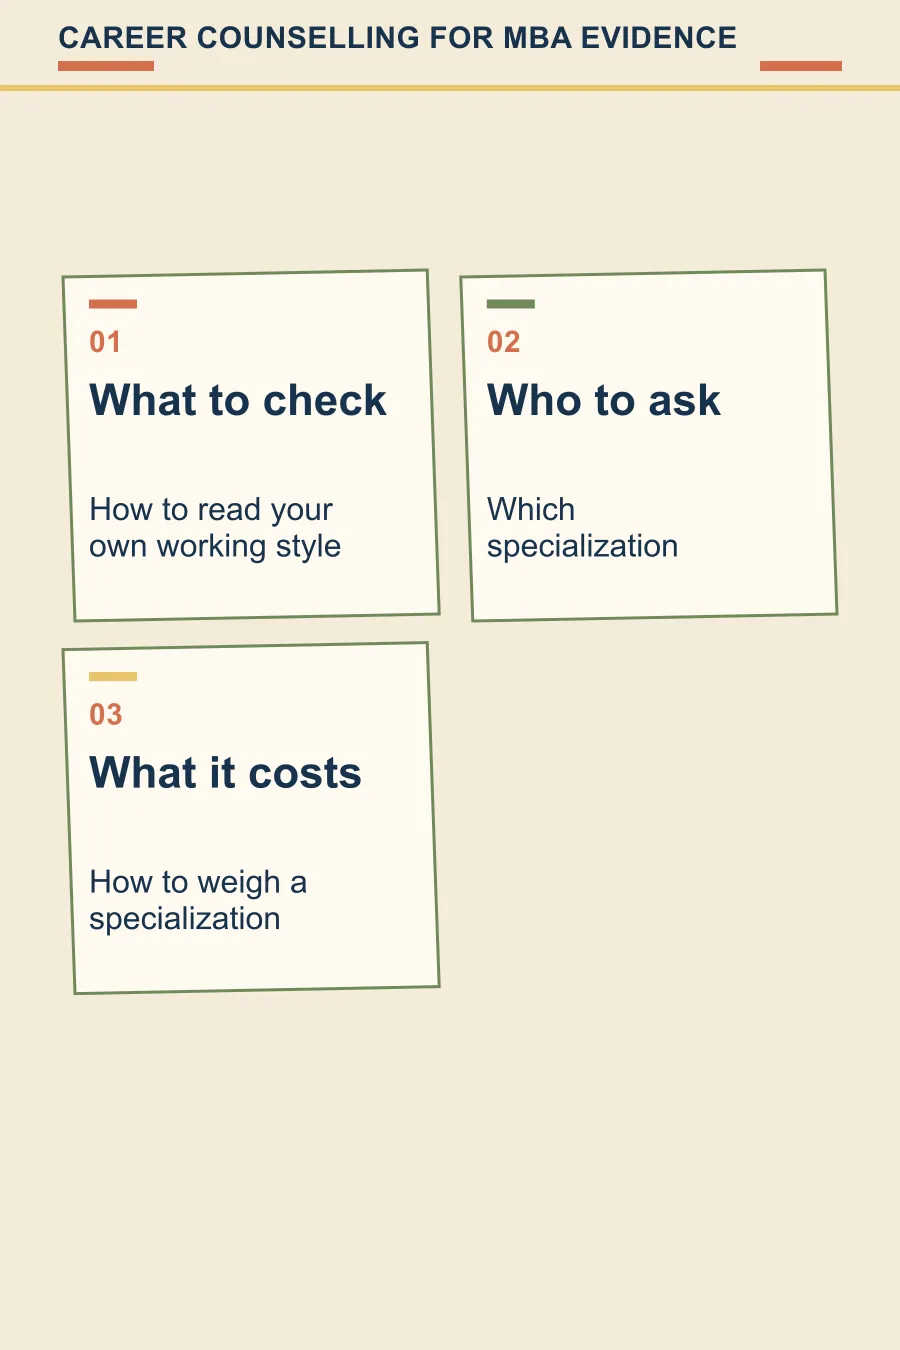 CAREER COUNSELLING FOR MBA EVIDENCE
01
What to check
How to read your
own working style
02
Who to ask
Which
specialization
03
What it costs
How to weigh a
specialization